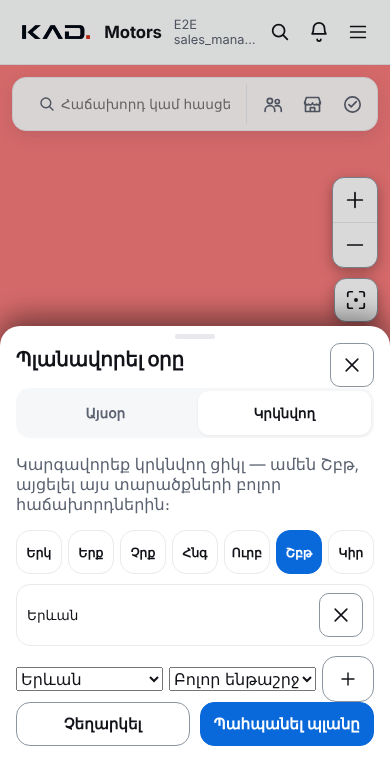 KAD.
Motors
E2E
sales_mana...
Հաճախորդ կամ հասցե
Պլանավորել օրը
Այսօր
Կրկնվող
Կարգավորեք կրկնվող ցիկլ — ամեն Շբթ,
այցելել այս տարածքների բոլոր
հաճախորդներին։
Երկ
Երք
Չրք
Հնգ
Ուրբ
Շբթ
Կիր
Երևան
Երևան
Բոլոր ենթաշրջ
Չեղարկել
Պահպանել պլանը